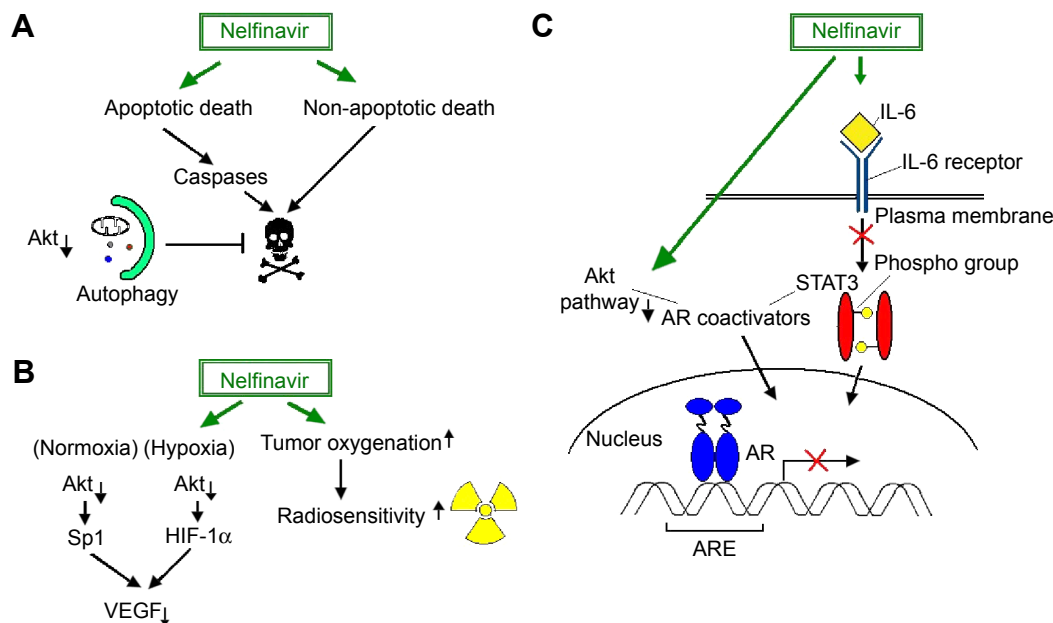 A
Nelfinavir
Apoptotic death
Non-apoptotic death
Caspases
Akt
Autophagy
B
Nelfinavir
(Normoxia) (Hypoxia)
Tumor oxygenation
Akt
Akt
Radiosensitivity
Sp1
HIF-1α
VEGF
C
Nelfinavir
IL-6
IL-6 receptor
Plasma membrane
Phospho group
STAT3
Akt
pathway
AR coactivators
Nucleus
AR
ARE